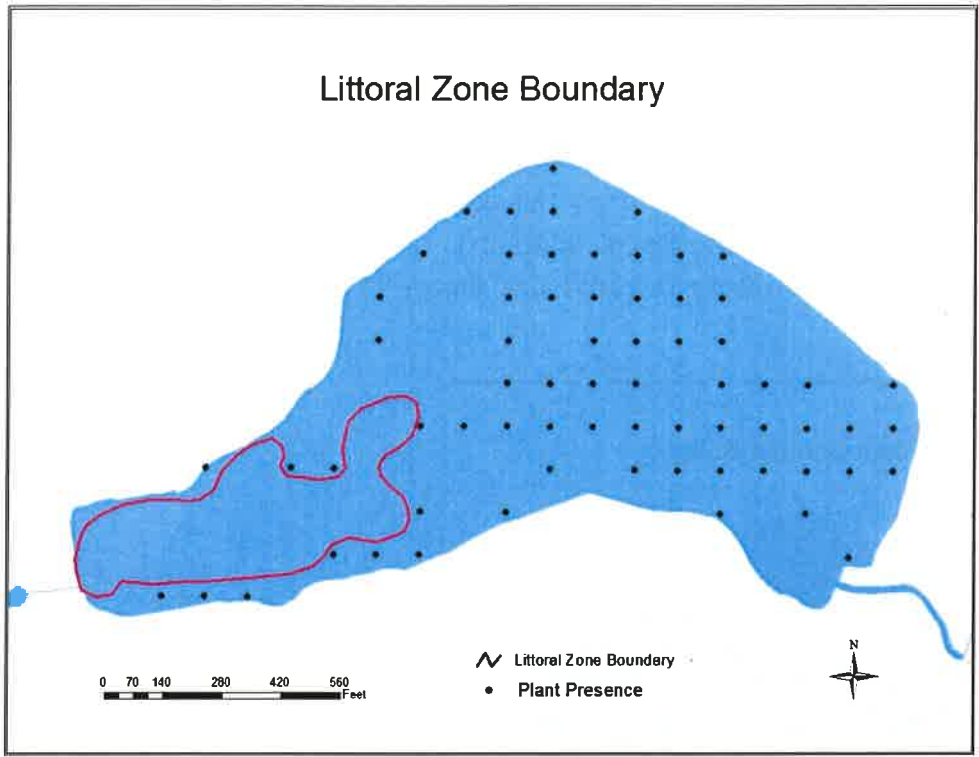 Littoral Zone Boundary
N
Littoral Zone Boundary
0 70 140 280 420 560
Feet
Plant Presence